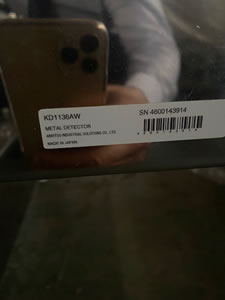 KD1136AW
SN 4600143914
METAL DETECTOR
ANRITSU INDUSTRIAL SOLUTIONS CO., LTD.
MADE IN JAPAN